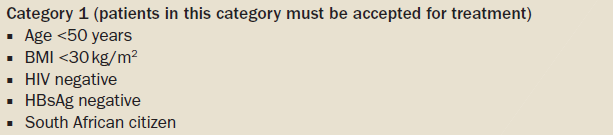 Category 1 (patients in this category must be accepted for treatment)
▪ Age <50 years
▪ BMI <30 kg/m²
▪ HIV negative
▪ HBsAg negative
▪ South African citizen